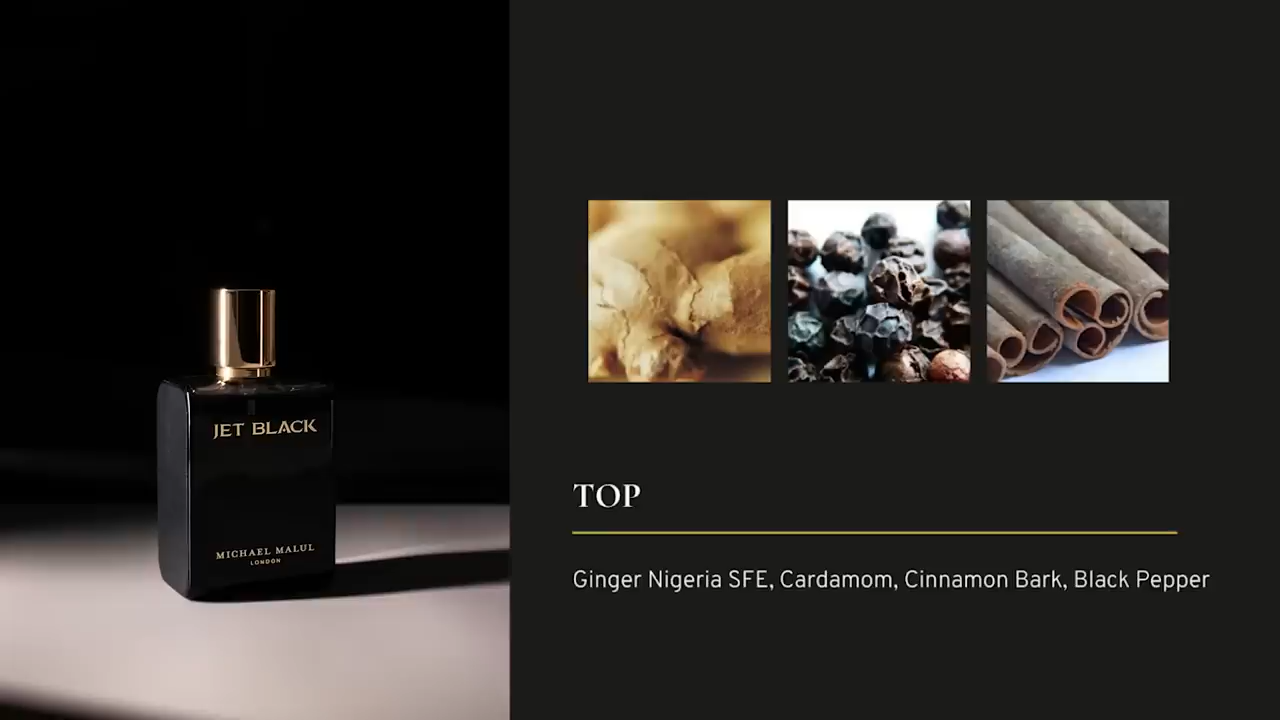 JET BLACK
MICHAEL MALUL
LONDON
TOP
Ginger Nigeria SFE, Cardamom, Cinnamon Bark, Black Pepper